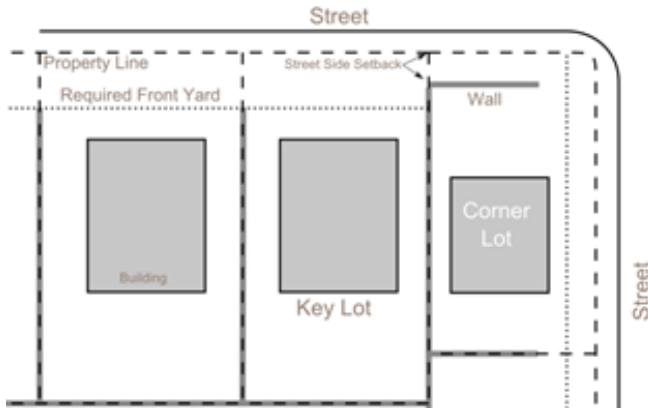 Street
Property Line
Street Side Setback
Required Front Yard
Wall
Corner
Lot
Building
Key Lot
Street